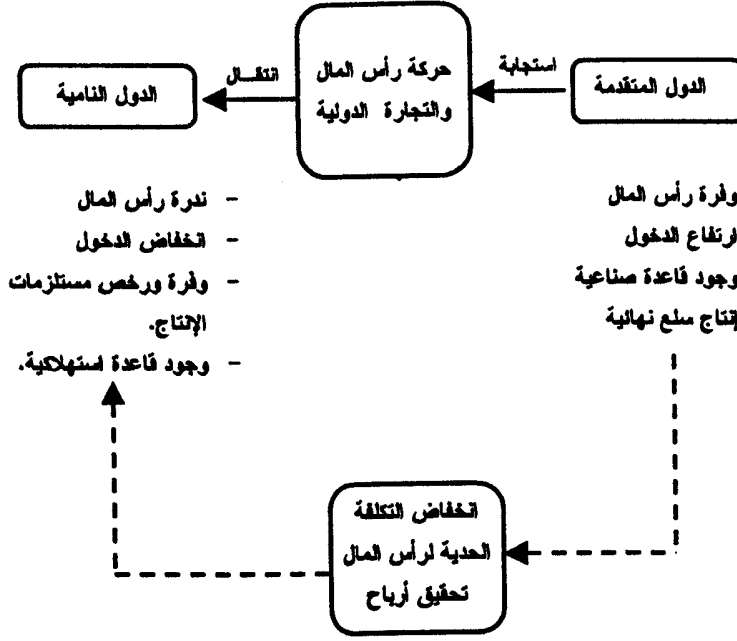 الدول المتقدمة
استجابة
حركة رأس المال
والتجارة الدولية
انتقـال
الدول النامية
وفرة رأس المال
ارتفاع الدخول
وجود قاعدة صناعية
إنتاج سلع نهائية
- ندرة رأس المال
- انخفاض الدخول
- وفرة ورخص مستلزمات
الإنتاج.
- وجود قاعدة استهلاكية.
انخفاض التكلفة
الحدية لرأس المال
تحقيق أرباح